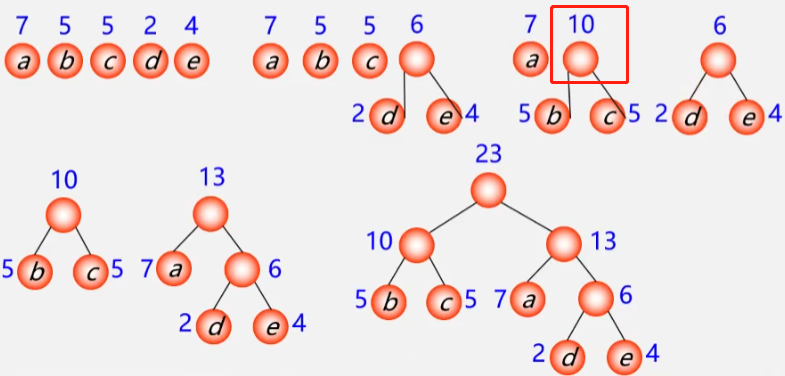 7 5 5 2 4
a b c d e
7 5 5 6
a b c
2 d e 4
7 10
a
5 b c 5
6
2 d e 4
10
5 b c 5
13
7 a 6
2 d e 4
23
10 13
5 b c 5 7 a 6
2 d e 4